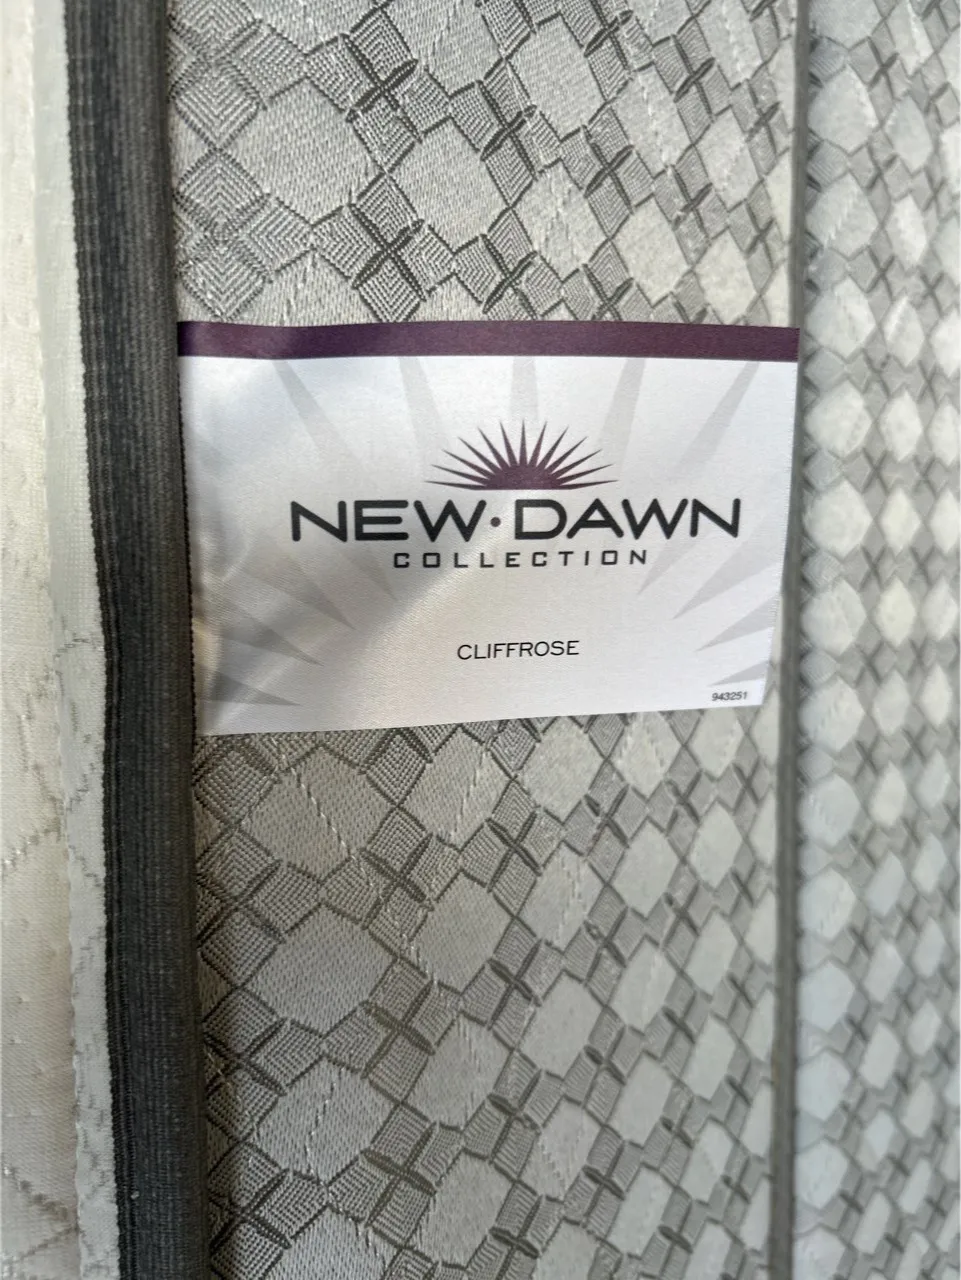 NEW·DAWN
COLLECTION
CLIFFROSE
943251